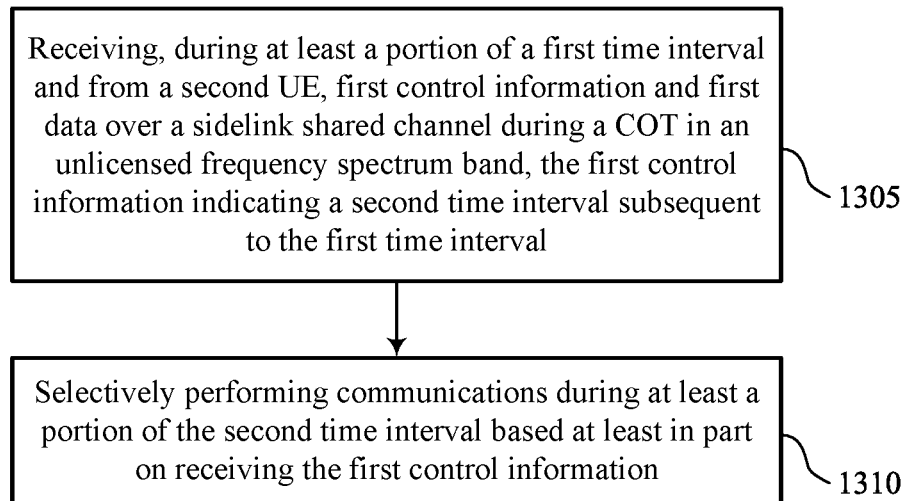 Receiving, during at least a portion of a first time interval
and from a second UE, first control information and first
data over a sidelink shared channel during a COT in an
unlicensed frequency spectrum band, the first control
information indicating a second time interval subsequent
to the first time interval
1305
Selectively performing communications during at least a
portion of the second time interval based at least in part
on receiving the first control information
1310